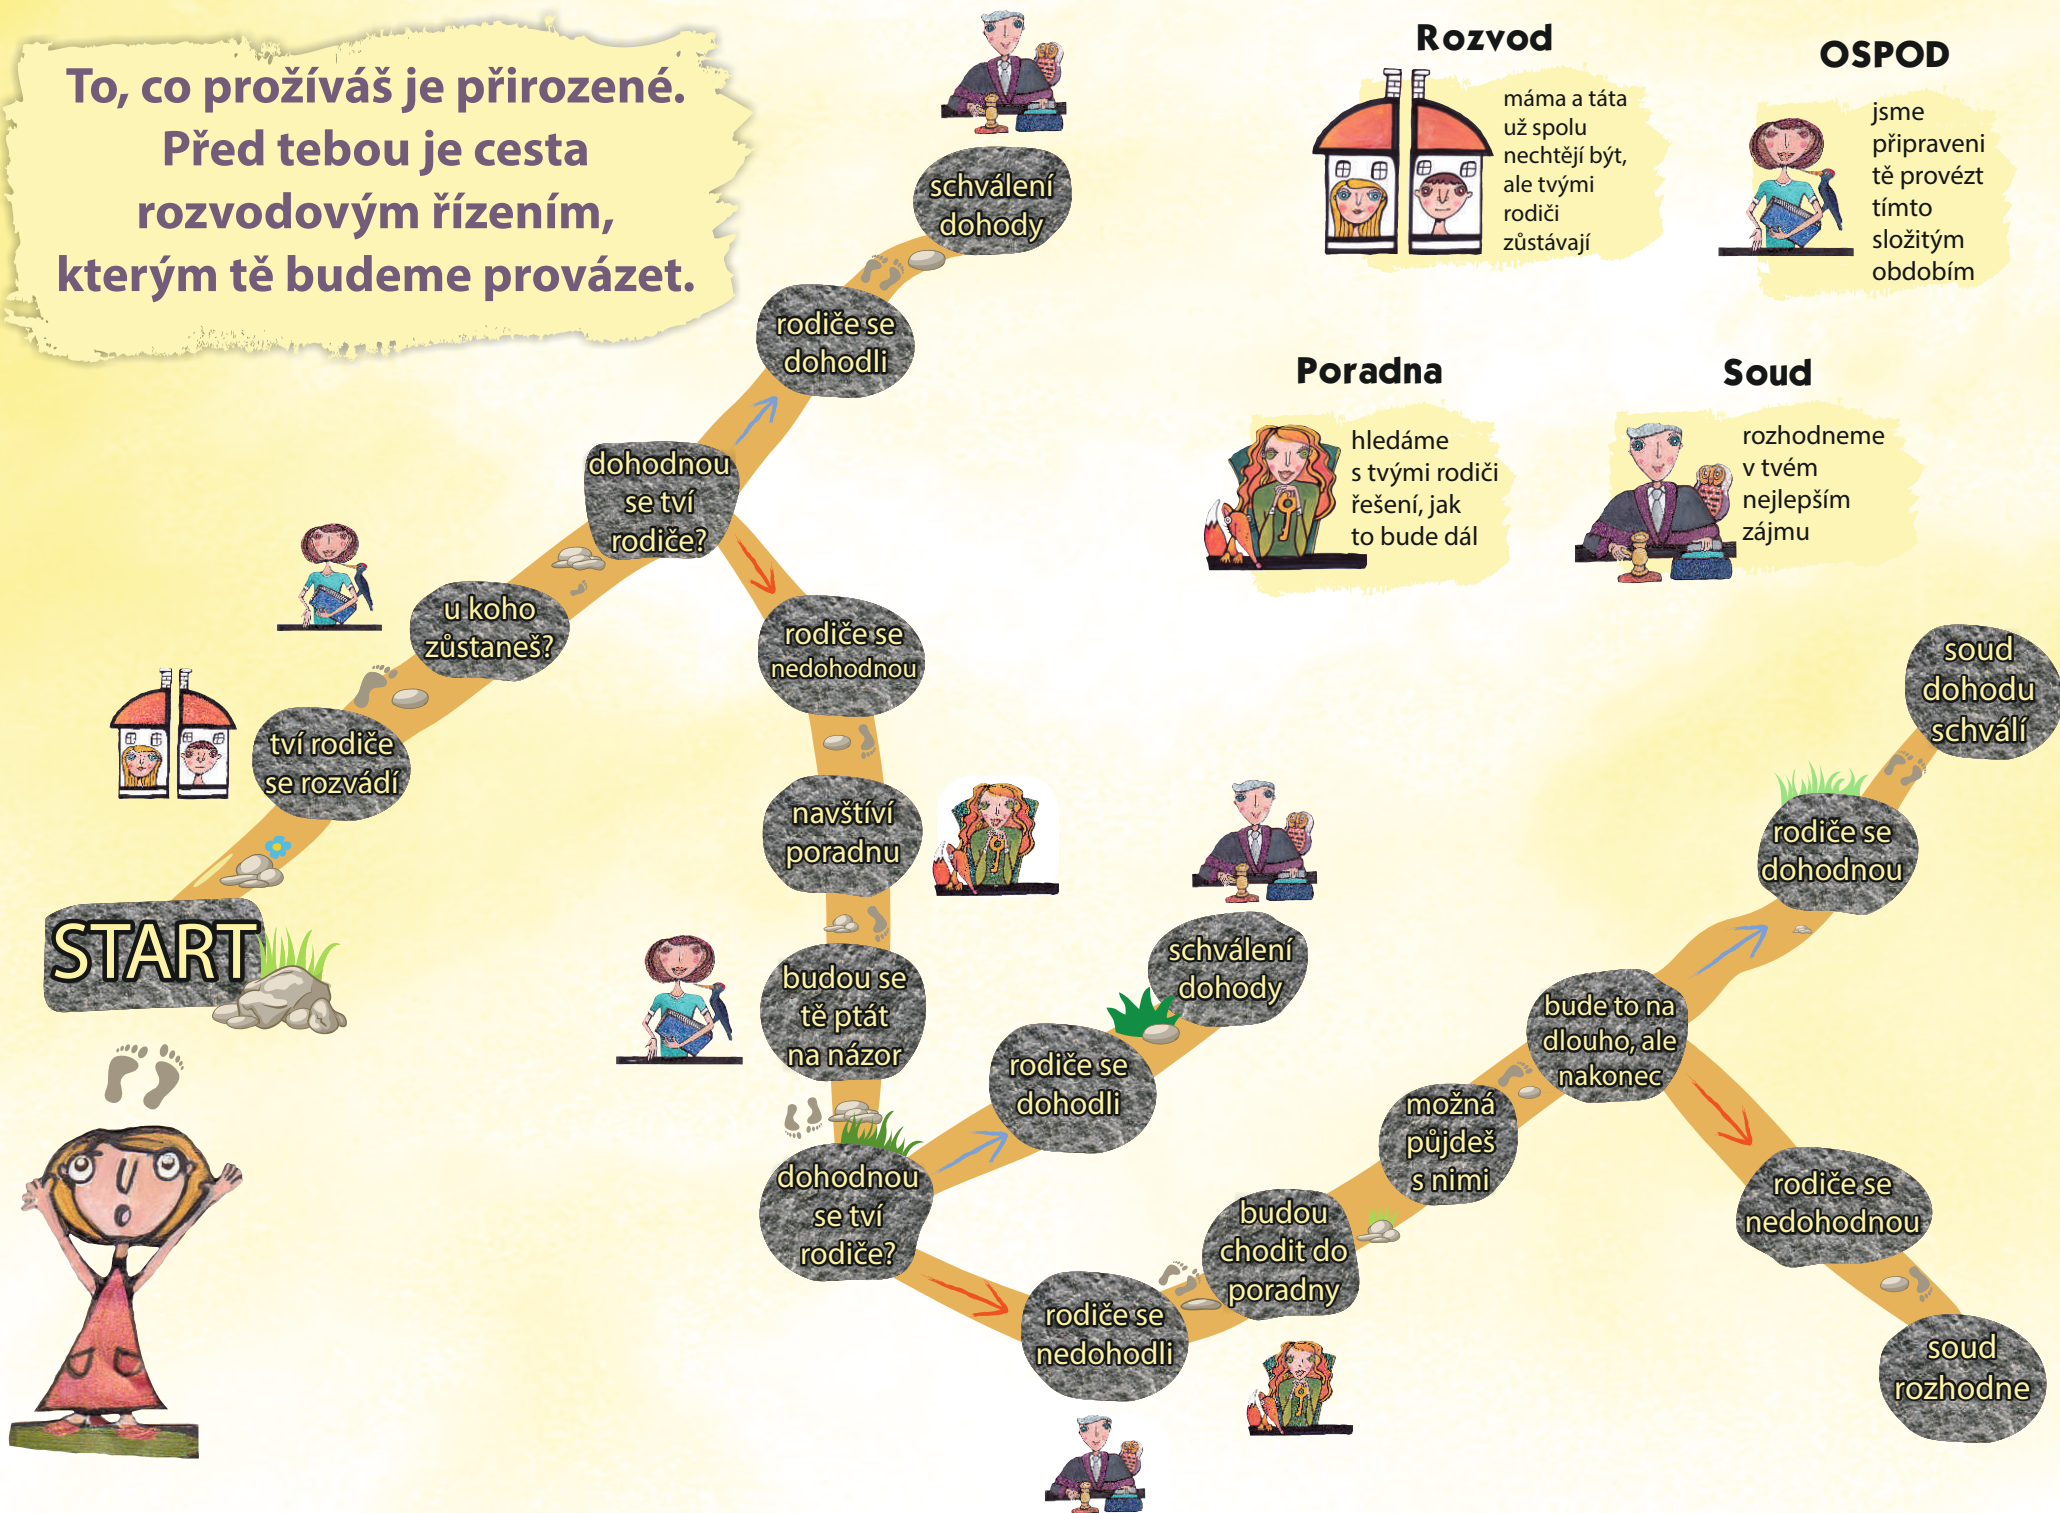 To, co prožíváš je přirozené.
Před tebou je cesta
rozvodovým řízením,
kterým tě budeme provázet.
Rozvod
máma a táta
už spolu
nechtějí být,
ale tvými
rodiči
zůstávají
OSPOD
jsme
připraveni
tě provézt
tímto
složitým
obdobím
Poradna
hledáme
s tvými rodiči
řešení, jak
to bude dál
Soud
rozhodneme
v tvém
nejlepším
zájmu
START
tví rodiče
se rozvádí
u koho
zůstaneš?
dohodnou
se tví
rodiče?
rodiče se
dohodli
schválení
dohody
rodiče se
nedohodnou
navštíví
poradnu
budou se
tě ptát
na názor
dohodnou
se tví
rodiče?
rodiče se
dohodli
schválení
dohody
rodiče se
nedohodli
budou
chodit do
poradny
možná
půjdeš
s nimi
bude to na
dlouho, ale
nakonec
rodiče se
dohodnou
soud
dohodu
schválí
rodiče se
nedohodnou
soud
rozhodne